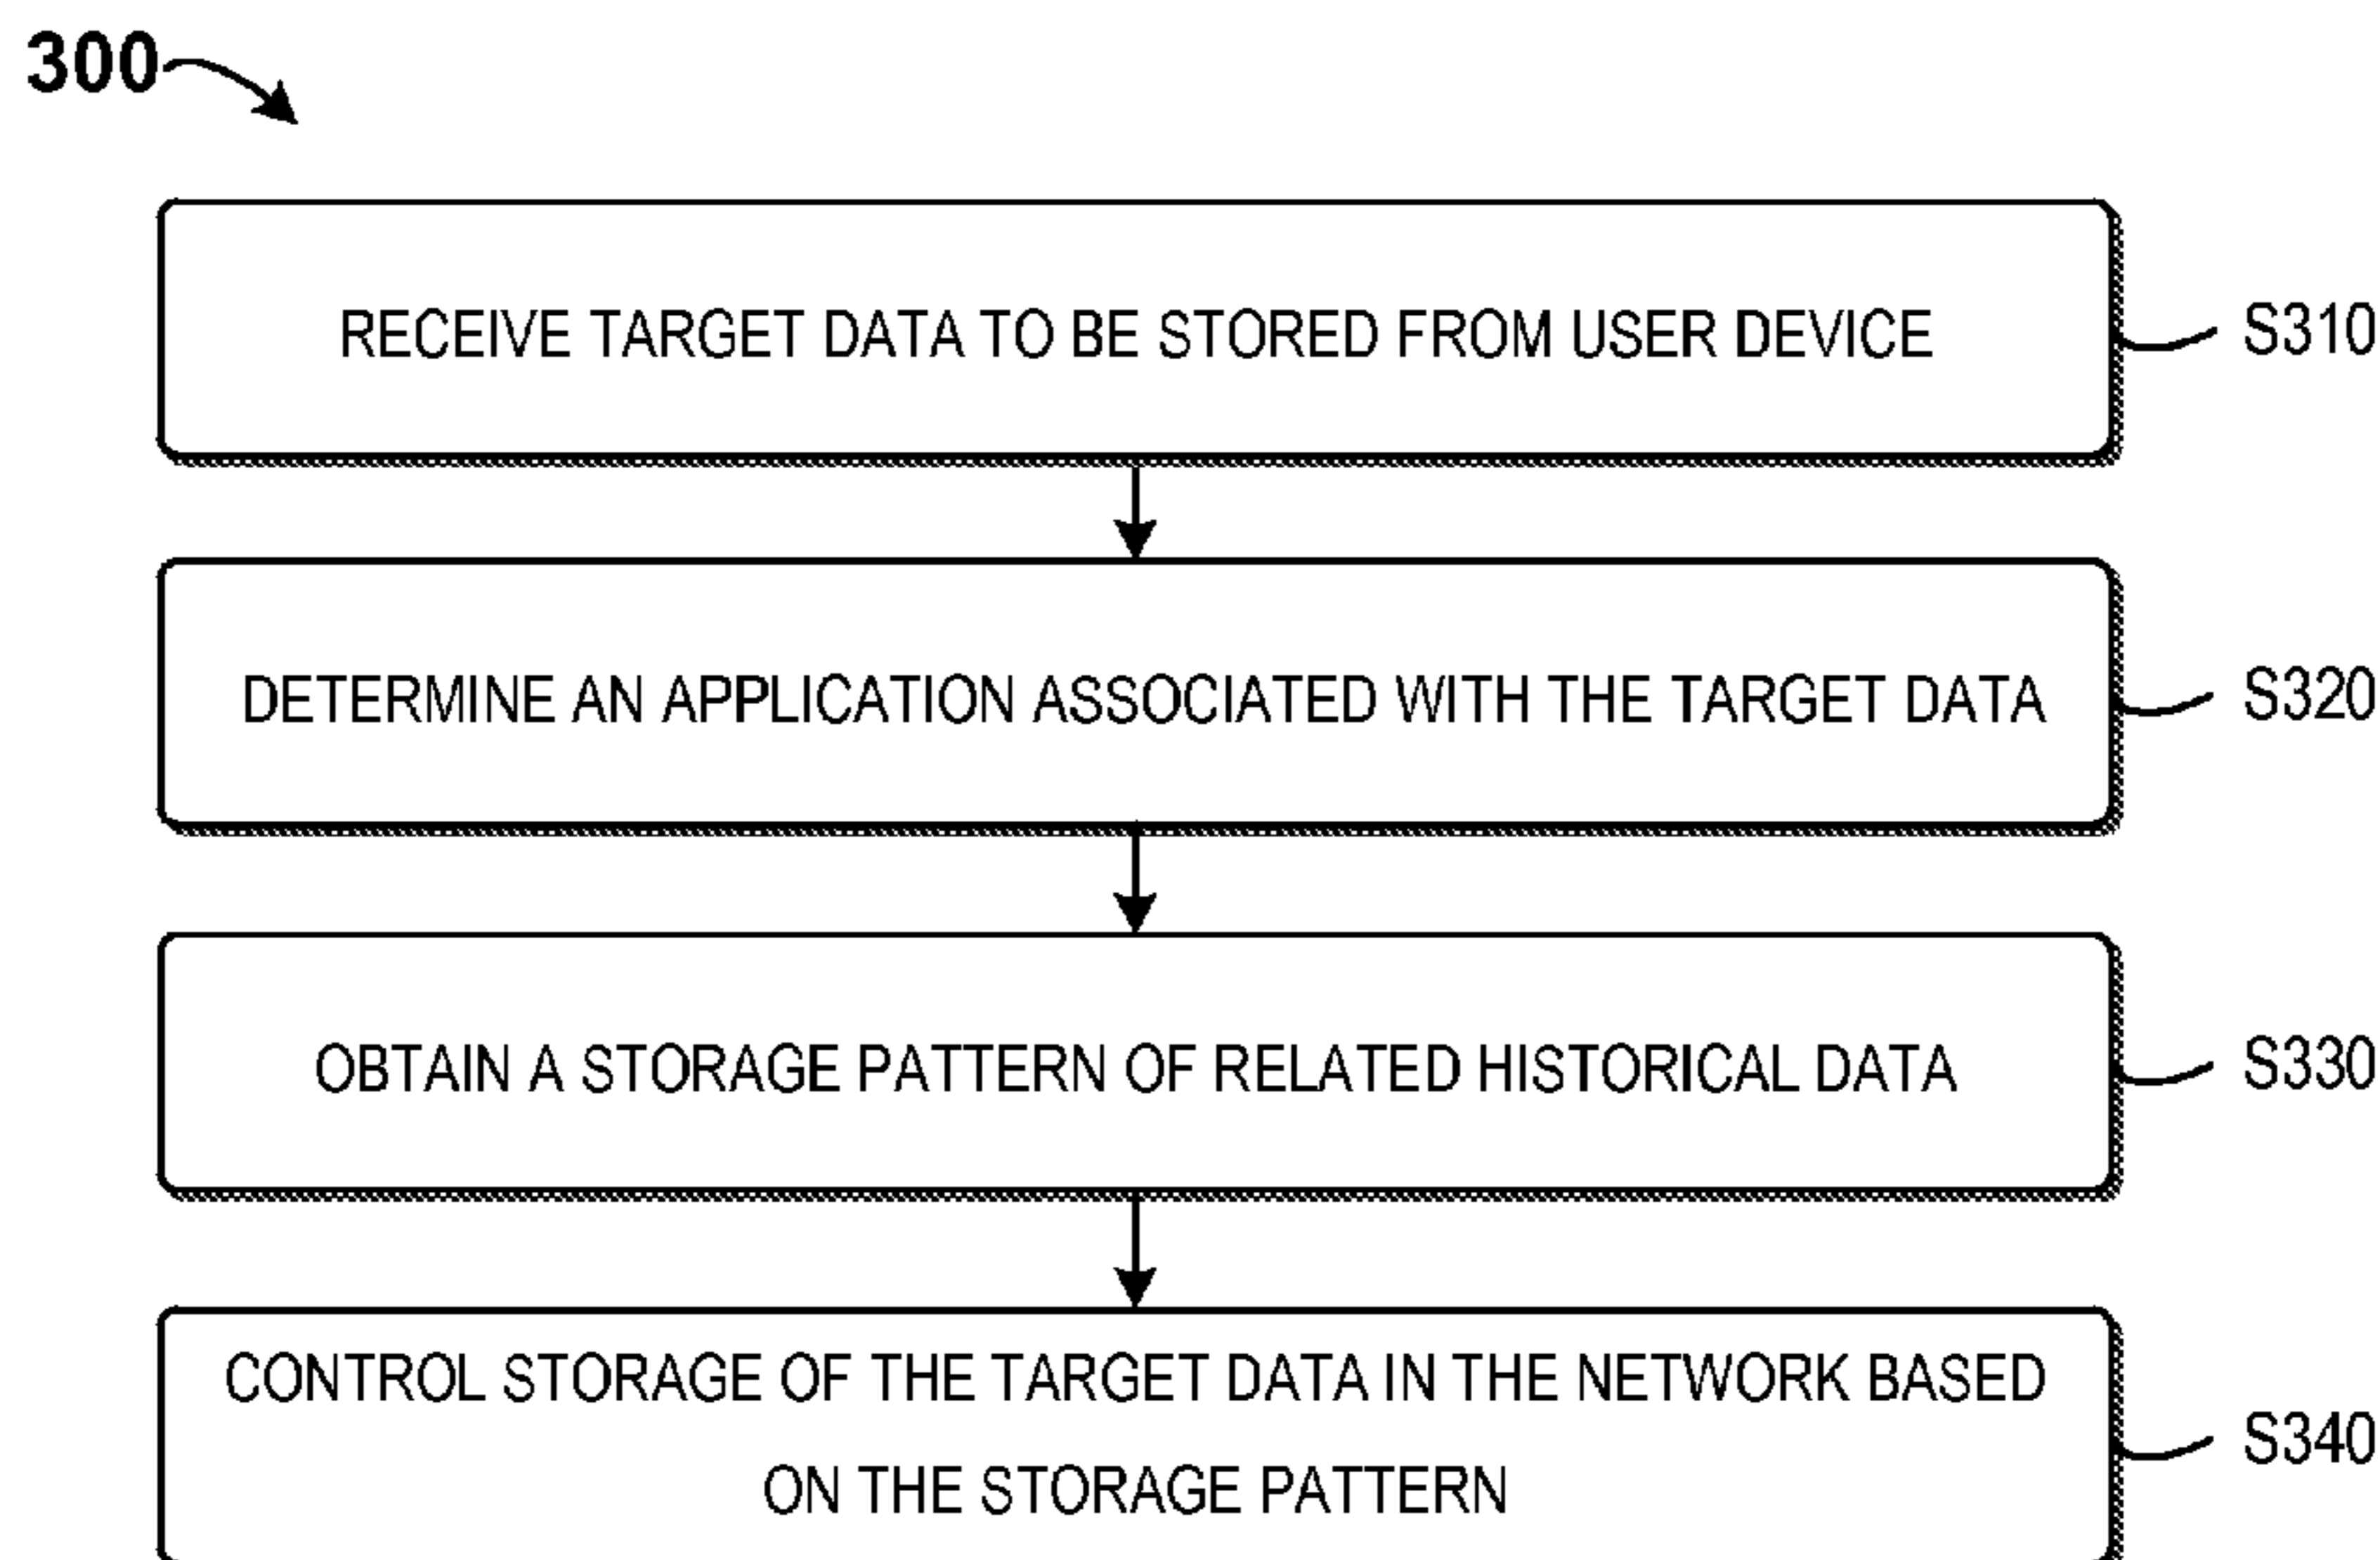 300
RECEIVE TARGET DATA TO BE STORED FROM USER DEVICE
S310
DETERMINE AN APPLICATION ASSOCIATED WITH THE TARGET DATA
S320
OBTAIN A STORAGE PATTERN OF RELATED HISTORICAL DATA
S330
CONTROL STORAGE OF THE TARGET DATA IN THE NETWORK BASED
ON THE STORAGE PATTERN
S340